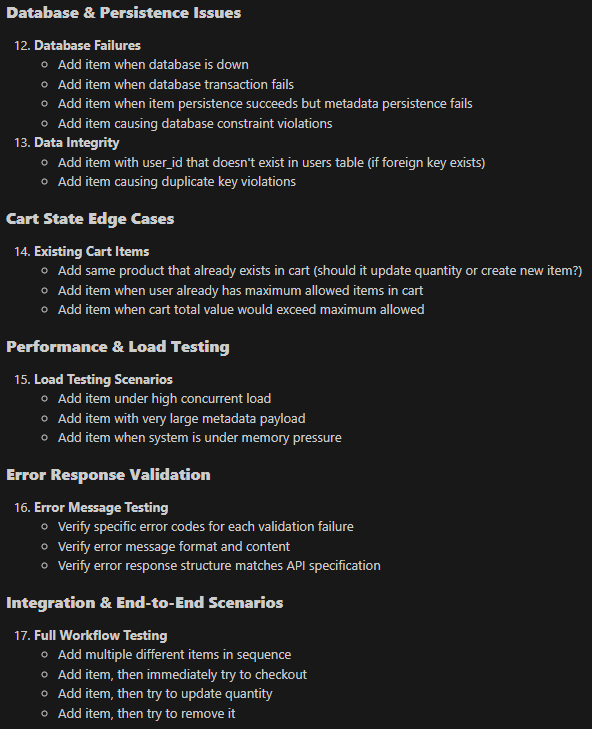 Database & Persistence Issues
12. Database Failures
○ Add item when database is down
○ Add item when database transaction fails
○ Add item when item persistence succeeds but metadata persistence fails
○ Add item causing database constraint violations
13. Data Integrity
○ Add item with user_id that doesn't exist in users table (if foreign key exists)
○ Add item causing duplicate key violations
Cart State Edge Cases
14. Existing Cart Items
○ Add same product that already exists in cart (should it update quantity or create new item?)
○ Add item when user already has maximum allowed items in cart
○ Add item when cart total value would exceed maximum allowed
Performance & Load Testing
15. Load Testing Scenarios
○ Add item under high concurrent load
○ Add item with very large metadata payload
○ Add item when system is under memory pressure
Error Response Validation
16. Error Message Testing
○ Verify specific error codes for each validation failure
○ Verify error message format and content
○ Verify error response structure matches API specification
Integration & End-to-End Scenarios
17. Full Workflow Testing
○ Add multiple different items in sequence
○ Add item, then immediately try to checkout
○ Add item, then try to update quantity
○ Add item, then try to remove it